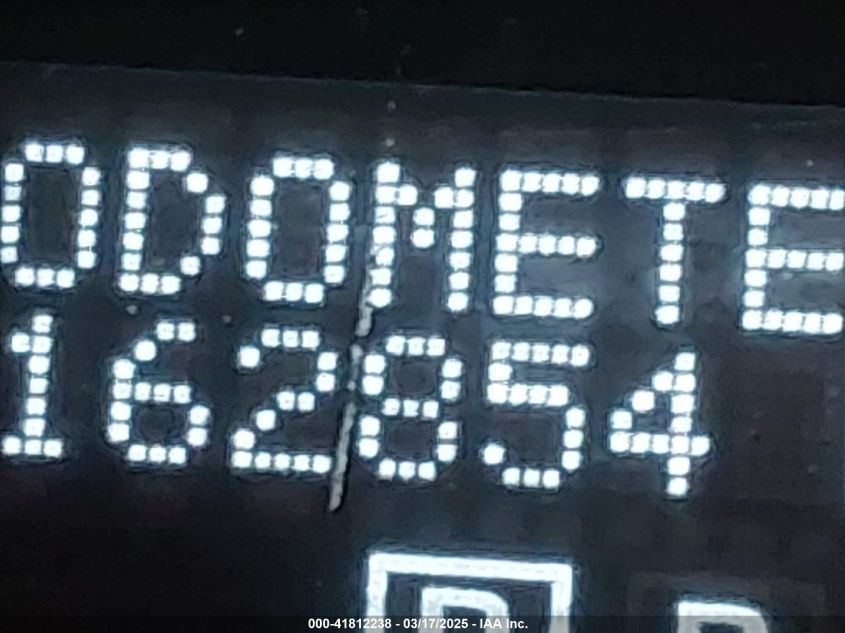 ODOMETE
162854
P R
000-41812238 - 03/17/2025 - IAA Inc.